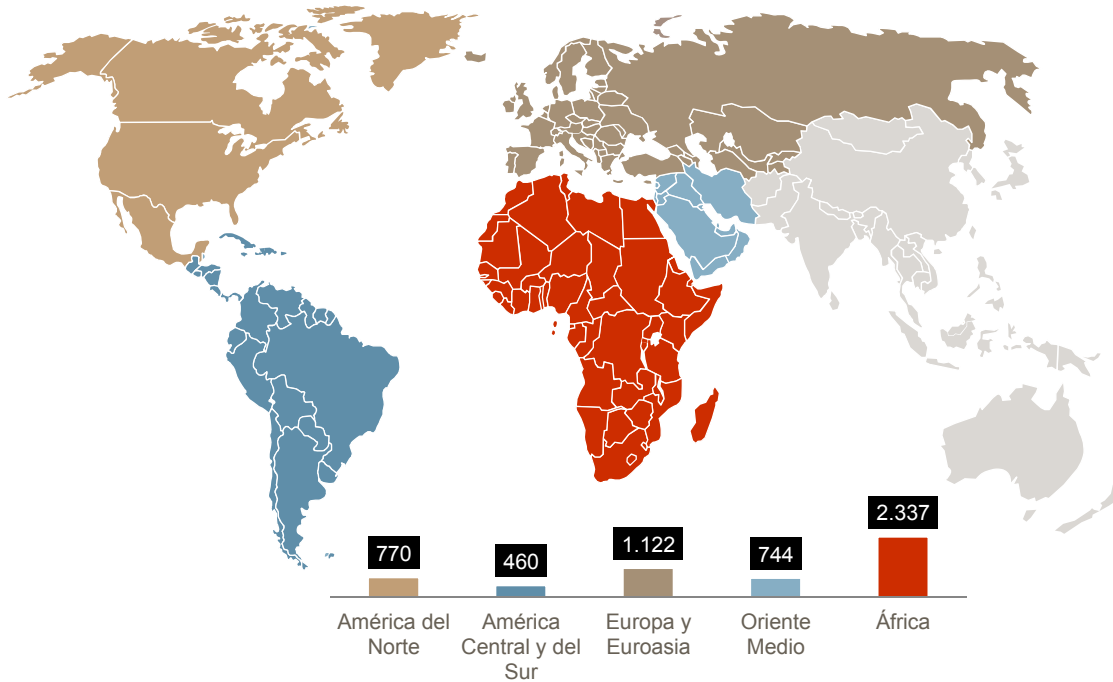 770
460
1.122
744
2.337
América del
Norte
América
Central y del
Sur
Europa y
Euroasia
Oriente
Medio
África